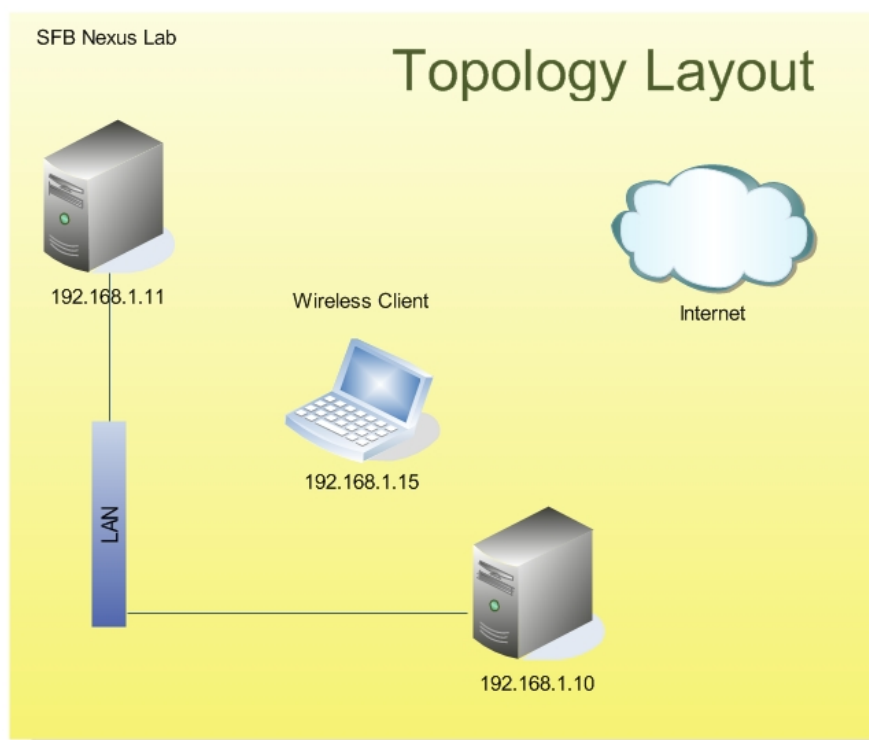 SFB Nexus Lab
Topology Layout
192.168.1.11
Wireless Client
Internet
192.168.1.15
LAN
192.168.1.10